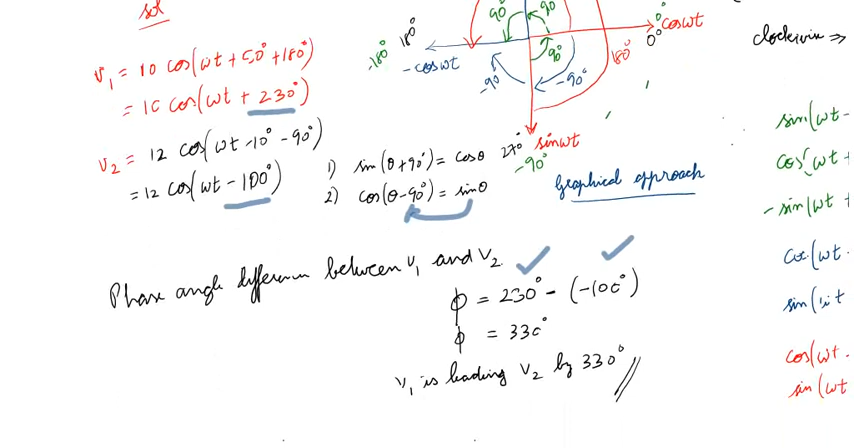 sol
v₁ = 10 cos(ωt + 50° + 180°)
= 10 cos(ωt + 230°)
v₂ = 12 cos(ωt - 10° - 90°)
= 12 cos(ωt - 100°)
90° 90
180° -180°
- cosωt
cosωt
0° 0°
180°
90°
-90 -90°
270° sinωt
-90°
1) sin(θ+90°) = cosθ
2) cos(θ-90°) = sinθ
Graphical approach
clockwise ⇒
sin(ωt -
cos(ωt +
- sin(ωt +
cos(ωt -
sin(ωt +
cos(ωt -
sin(ωt
Phase angle difference between v₁ and v₂
ϕ = 230° - (-100°)
ϕ = 330°
v₁ is leading v₂ by 330°